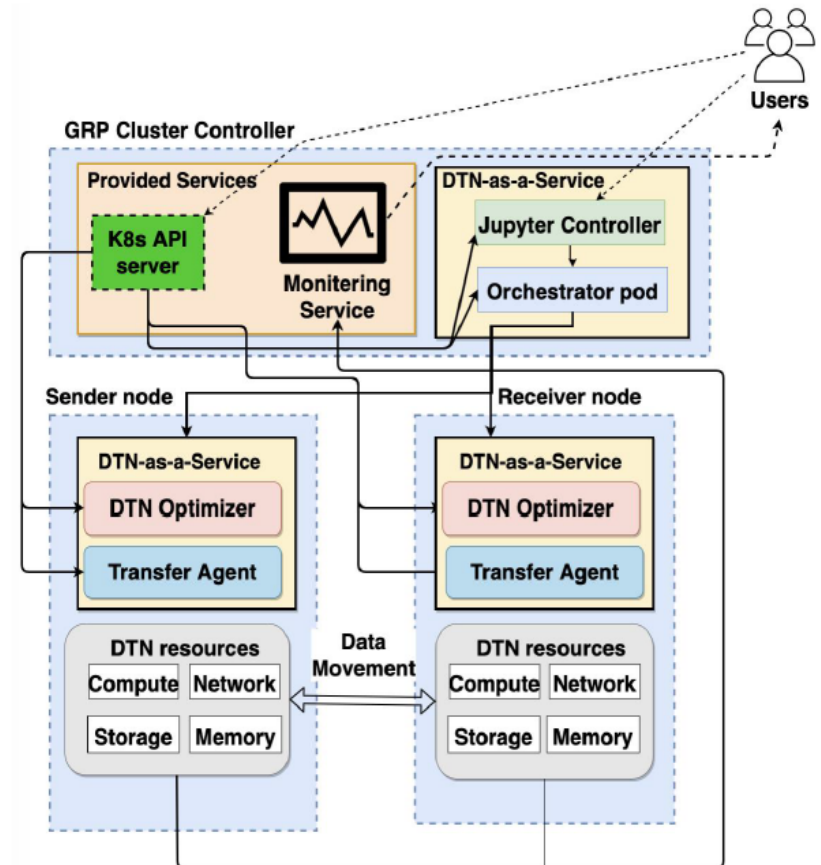 Users
GRP Cluster Controller
Provided Services
DTN-as-a-Service
K8s API
server
Monitering
Service
Jupyter Controller
Orchestrator pod
Sender node
Receiver node
DTN-as-a-Service
DTN Optimizer
Transfer Agent
DTN-as-a-Service
DTN Optimizer
Transfer Agent
DTN resources
Compute Network
Storage Memory
Data
Movement
DTN resources
Compute Network
Storage Memory